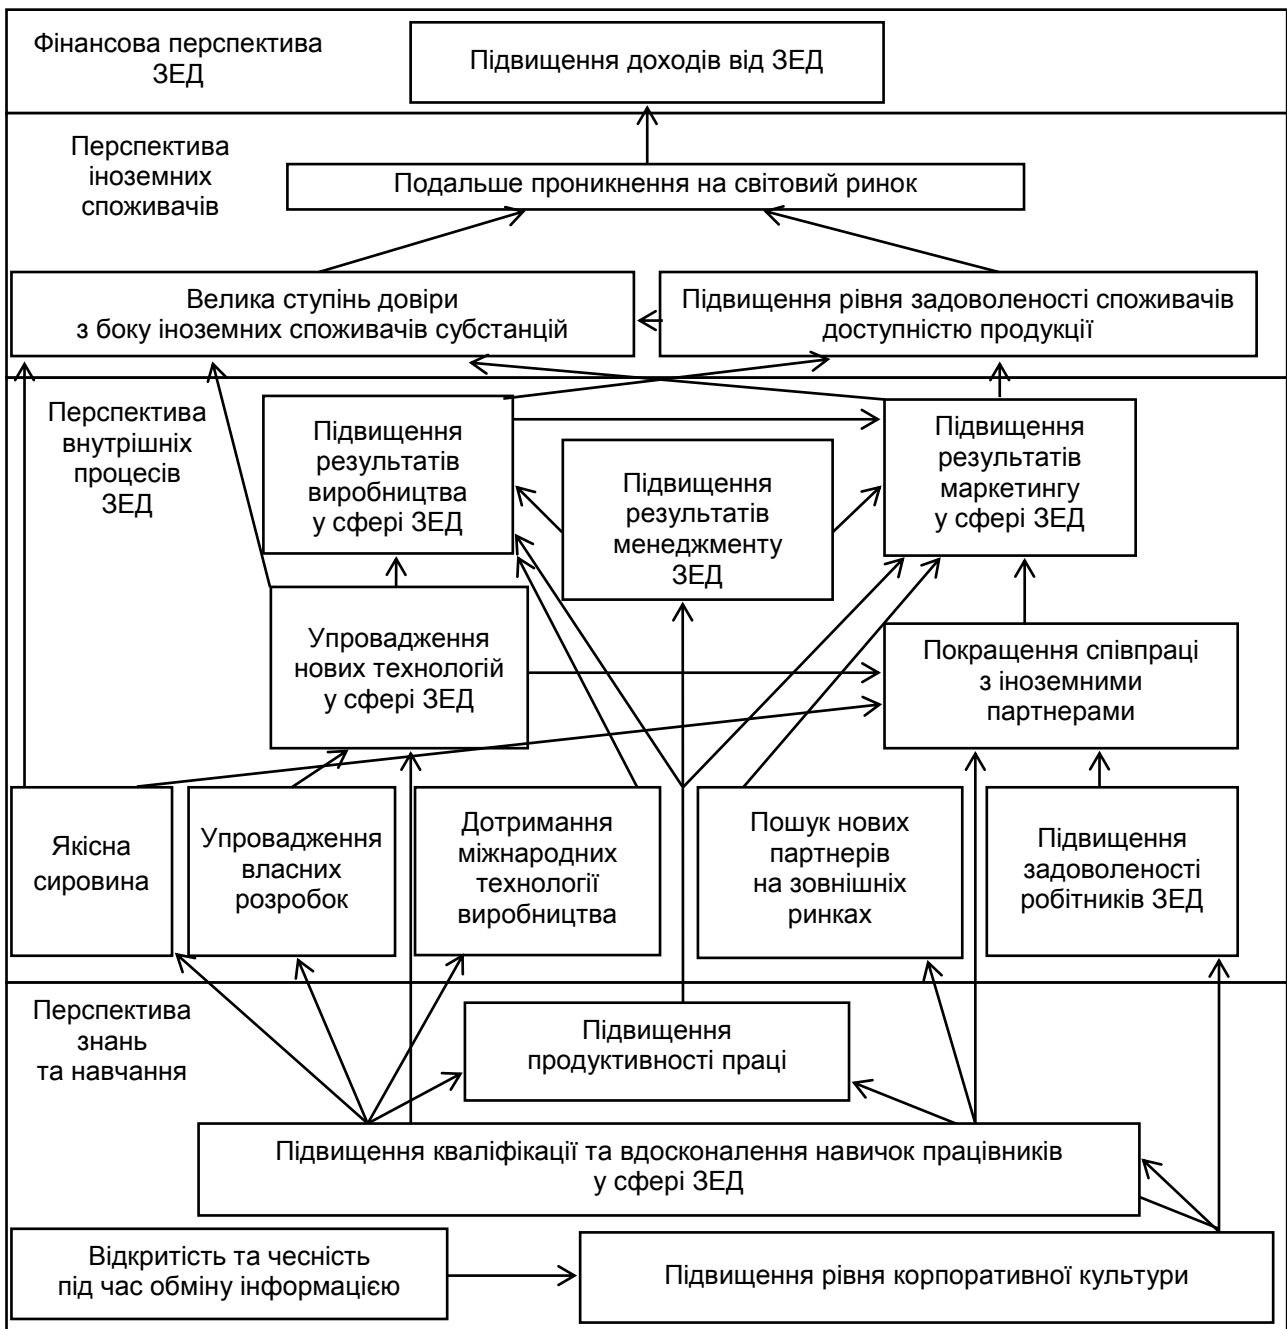 Фінансова перспектива
ЗЕД
Підвищення доходів від ЗЕД
Перспектива
іноземних
споживачів
Подальше проникнення на світовий ринок
Велика ступінь довіри
з боку іноземних споживачів субстанцій
Підвищення рівня задоволеності споживачів
доступністю продукції
Перспектива
внутрішніх
процесів
ЗЕД
Підвищення
результатів
виробництва
у сфері ЗЕД
Підвищення
результатів
менеджменту
ЗЕД
Підвищення
результатів
маркетингу
у сфері ЗЕД
Упровадження
нових технологій
у сфері ЗЕД
Покращення співпраці
з іноземними
партнерами
Якісна
сировина
Упровадження
власних
розробок
Дотримання
міжнародних
технології
виробництва
Пошук нових
партнерів
на зовнішніх
ринках
Підвищення
задоволеності
робітників ЗЕД
Перспектива
знань
та навчання
Підвищення
продуктивності праці
Підвищення кваліфікації та вдосконалення навичок працівників
у сфері ЗЕД
Відкритість та чесність
під час обміну інформацією
Підвищення рівня корпоративної культури